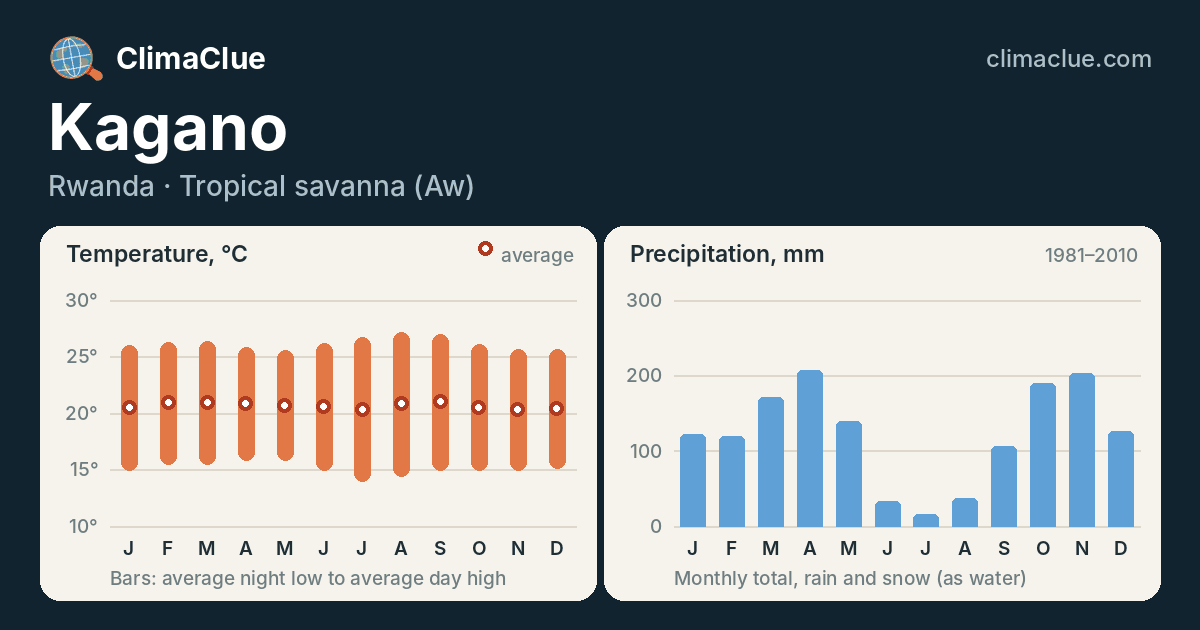 ClimaClue
climaclue.com
Kagano
Rwanda · Tropical savanna (Aw)
Temperature, °C
average
30°
25°
20°
15°
10°
J F M A M J J A S O N D
Bars: average night low to average day high
Precipitation, mm
1981–2010
300
200
100
0
J F M A M J J A S O N D
Monthly total, rain and snow (as water)